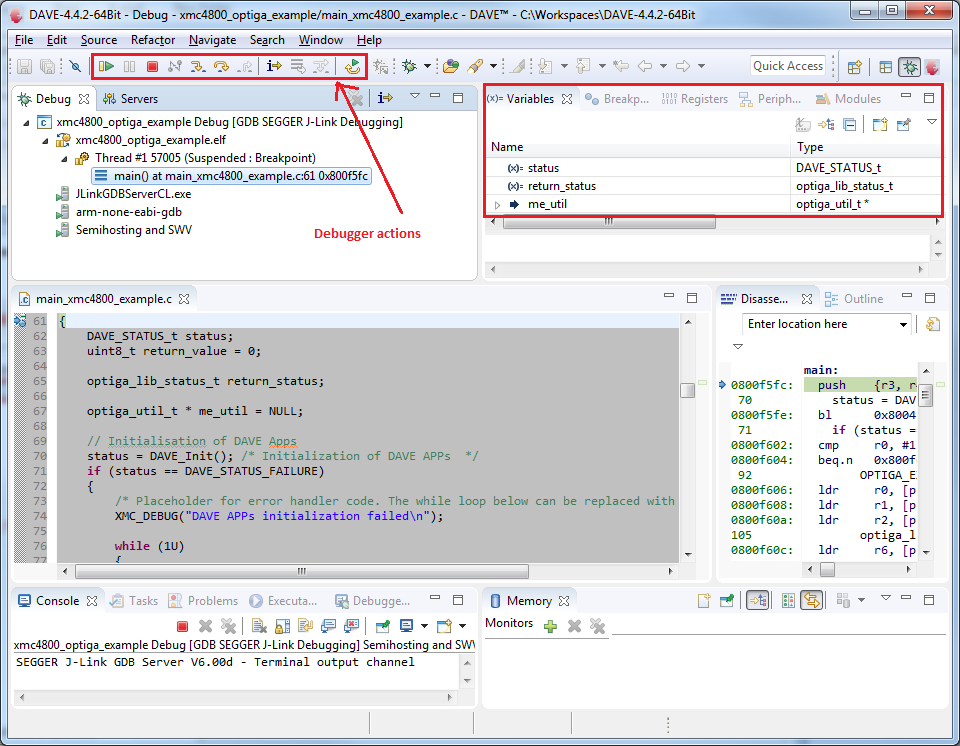 DAVE-4.4.2-64Bit - Debug - xmc4800_optiga_example/main_xmc4800_example.c - DAVE™ - C:\Workspaces\DAVE-4.4.2-64Bit
File Edit Source Refactor Navigate Search Window Help
Quick Access
Debug Servers
xmc4800_optiga_example Debug [GDB SEGGER J-Link Debugging]
xmc4800_optiga_example.elf
Thread #1 57005 (Suspended : Breakpoint)
main() at main_xmc4800_example.c:61 0x800f5fc
JLinkGDBServerCL.exe
arm-none-eabi-gdb
Semihosting and SWV
Debugger actions
(x)= Variables Breakp... Registers Periph... Modules
Name Type
(x)= status DAVE_STATUS_t
(x)= return_status optiga_lib_status_t
me_util optiga_util_t *
main_xmc4800_example.c
61 {
62 DAVE_STATUS_t status;
63 uint8_t return_value = 0;
64
65 optiga_lib_status_t return_status;
66
67 optiga_util_t * me_util = NULL;
68
69 // Initialisation of DAVE Apps
70 status = DAVE_Init(); /* Initialization of DAVE APPs */
71 if (status == DAVE_STATUS_FAILURE)
72 {
73 /* Placeholder for error handler code. The while loop below can be replaced with
74 XMC_DEBUG("DAVE APPs initialization failed\n");
75
76 while (1U)
77 {
Disasse... Outline
Enter location here
main:
0800f5fc: push {r3, r
70 status = DAV
0800f5fe: bl 0x8004
71 if (status =
0800f602: cmp r0, #1
0800f604: beq.n 0x800f
92 OPTIGA_E
0800f606: ldr r0, [p
0800f608: ldr r1, [p
0800f60a: ldr r2, [p
105 optiga_l
0800f60c: ldr r6, [p
Console Tasks Problems Executa... Debugge...
xmc4800_optiga_example Debug [GDB SEGGER J-Link Debugging] Semihosting and SWV
SEGGER J-Link GDB Server V6.00d - Terminal output channel
Memory
Monitors